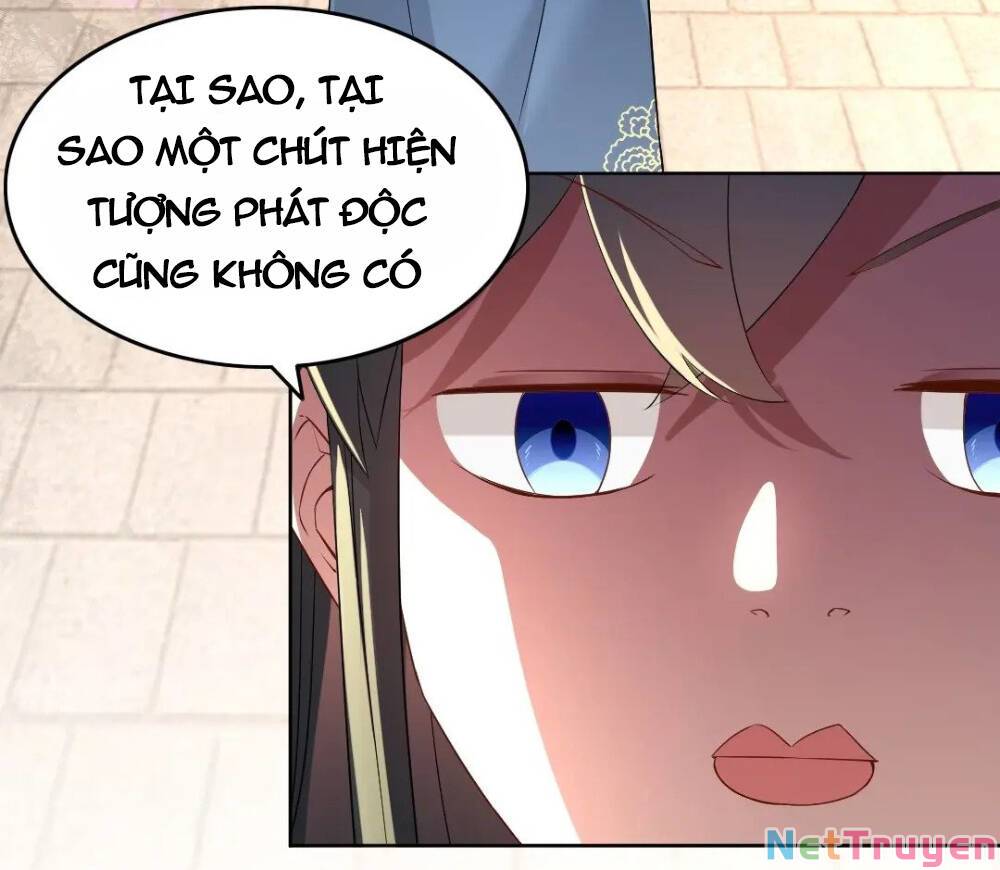 TẠI SAO, TẠI
SAO MỘT CHÚT HIỆN
TƯỢNG PHÁT ĐỘC
CŨNG KHÔNG CÓ
NetTruyen